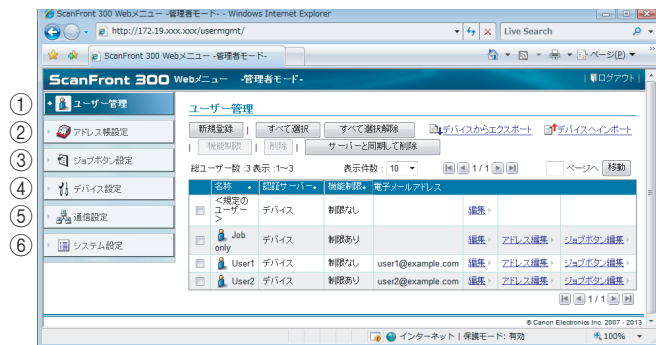 ScanFront 300 Webメニュー -管理者モード- - Windows Internet Explorer
http://172.19.xxx.xxx/usermgmt/
Live Search
ScanFront 300 Webメニュー -管理者モード-
ページ(P)
ScanFront 300 Webメニュー -管理者モード-
ログアウト
① ユーザー管理
② アドレス帳設定
③ ジョブボタン設定
④ デバイス設定
⑤ 通信設定
⑥ システム設定
ユーザー管理
新規登録 | すべて選択 すべて選択解除 デバイスからエクスポート デバイスへインポート
| 機能制限 | 削除 | サーバーと同期して削除
総ユーザー数 :3 表示 :1~3 表示件数 : 10 1 / 1 ページへ 移動
名称 認証サーバー 機能制限 電子メールアドレス
<規定のユーザー> デバイス 制限なし 編集
Job only デバイス 制限あり 編集 アドレス編集 ジョブボタン編集
User1 デバイス 制限なし user1@example.com 編集 アドレス編集 ジョブボタン編集
User2 デバイス 制限あり user2@example.com 編集 アドレス編集 ジョブボタン編集
1 / 1
© Canon Electronics Inc. 2007 - 2013
インターネット | 保護モード: 有効 100%